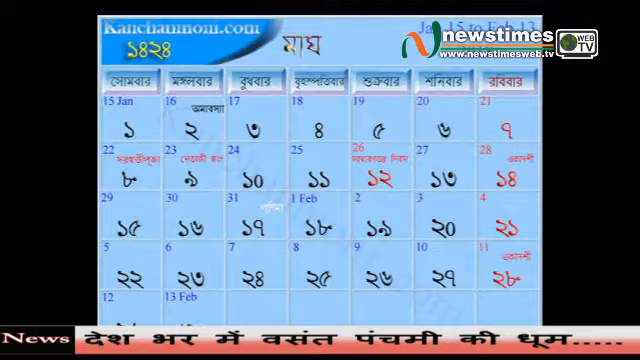 Kanchanmoni.com
১৪২৪
মাঘ
Jan 15 to Feb 13
newstimes
WEB TV
www.newstimesweb.tv
সোমবার মঙ্গলবার বুধবার বৃহস্পতিবার শুক্রবার শনিবার রবিবার
15 Jan 16 17 18 19 20 21
অমাবস্যা
১ ২ ৩ ৪ ৫ ৬ ৭
22 23 24 25 26 27 28
সরস্বতীপূজা সাধারণতন্ত্র দিবস একাদশী
৮ ৯ ১০ ১১ ১২ ১৩ ১৪
29 30 31 1 Feb 2 3 4
পূর্ণিমা
১৫ ১৬ ১৭ ১৮ ১৯ ২০ ২১
5 6 7 8 9 10 11
একাদশী
২২ ২৩ ২৪ ২৫ ২৬ ২৭ ২৮
12 13 Feb
News देश भर में वसंत पंचमी की धूम.....